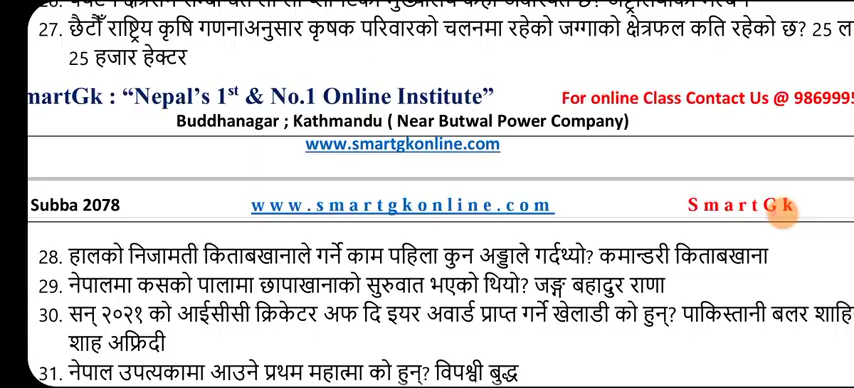 27. छैटौँ राष्ट्रिय कृषि गणनाअनुसार कृषक परिवारको चलनमा रहेको जग्गाको क्षेत्रफल कति रहेको छ? 25
25 हजार हेक्टर
martGk : “Nepal’s 1st & No.1 Online Institute” For online Class Contact Us @ 986999
Buddhanagar ; Kathmandu ( Near Butwal Power Company)
www.smartgkonline.com
Subba 2078 www.smartgkonline.com SmartGk
28. हालको निजामती किताबखानाले गर्ने काम पहिला कुन अड्डाले गर्दथ्यो? कमान्डरी किताबखाना
29. नेपालमा कसको पालामा छापाखानाको सुरुवात भएको थियो? जङ्ग बहादुर राणा
30. सन् २०२१ को आईसीसी क्रिकेटर अफ दि इयर अवार्ड प्राप्त गर्ने खेलाडी को हुन्? पाकिस्तानी बलर शाहि
शाह अफ्रिदी
31. नेपाल उपत्यकामा आउने प्रथम महात्मा को हुन्? विपश्वी बुद्ध